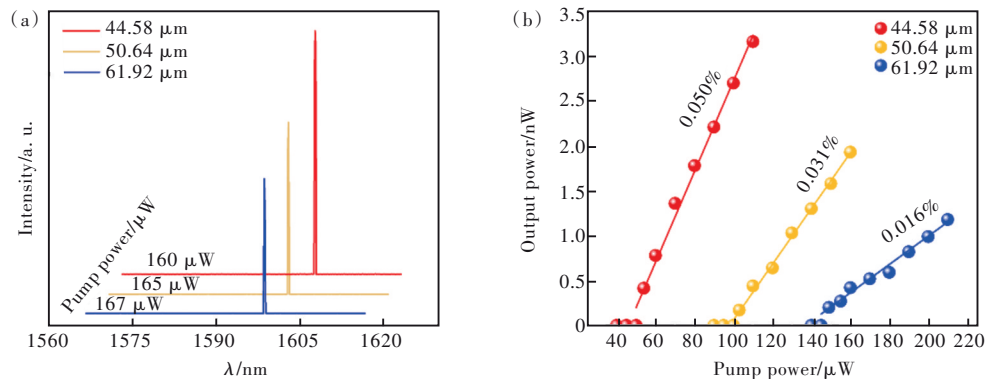 (a)
44.58 μm
50.64 μm
61.92 μm
Intensity/a. u.
Pump power/μW
160 μW
165 μW
167 μW
1560 1575 1590 1605 1620
λ/nm
(b)
3.5
3.0
2.5
2.0
1.5
1.0
0.5
0
Output power/nW
44.58 μm
50.64 μm
61.92 μm
0.050%
0.031%
0.016%
40 60 80 100 120 140 160 180 200 220
Pump power/μW